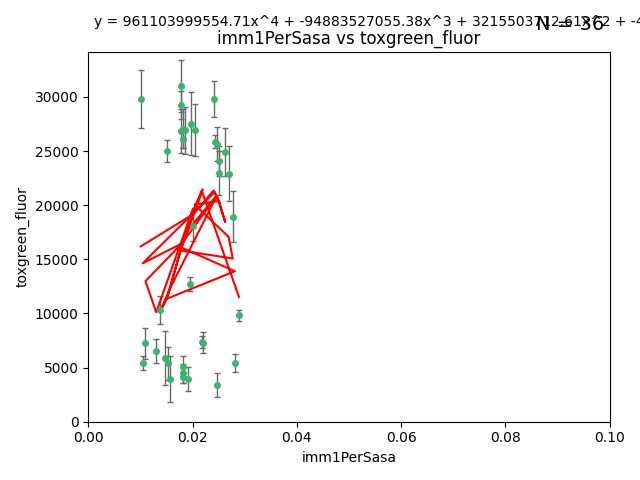 y = 961103999554.71x^4 + -94883527055.38x^3 + 
N = 36
imm1PerSasa vs toxgreen_fluor
30000
25000
20000
15000
10000
5000
0
toxgreen_fluor
0.00 0.02 0.04 0.06 0.08 0.10
imm1PerSasa